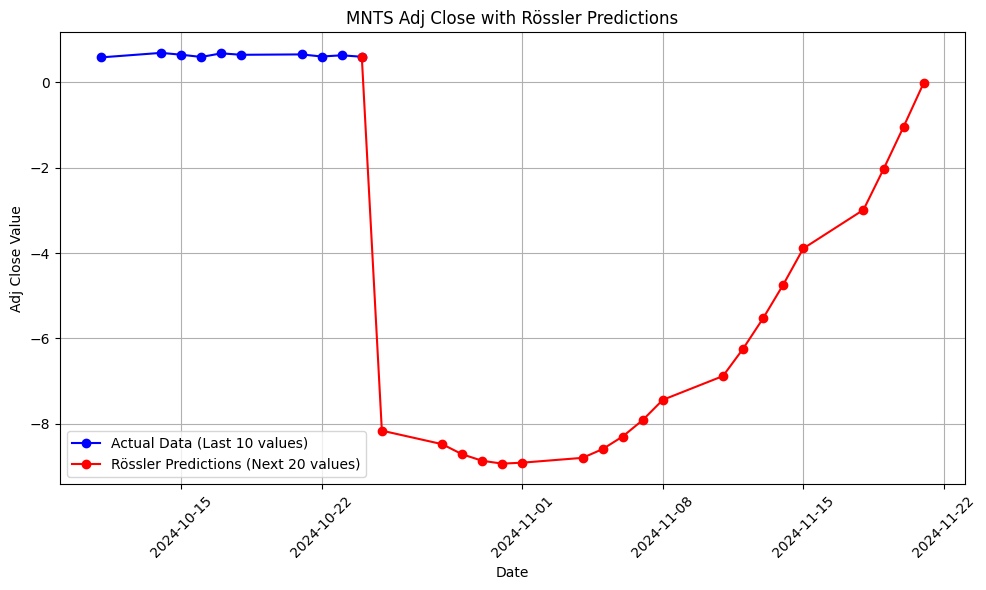 MNTS Adj Close with Rössler Predictions
Adj Close Value
0
−2
−4
−6
−8
Actual Data (Last 10 values)
Rössler Predictions (Next 20 values)
2024-10-15
2024-10-22
2024-11-01
2024-11-08
2024-11-15
2024-11-22
Date